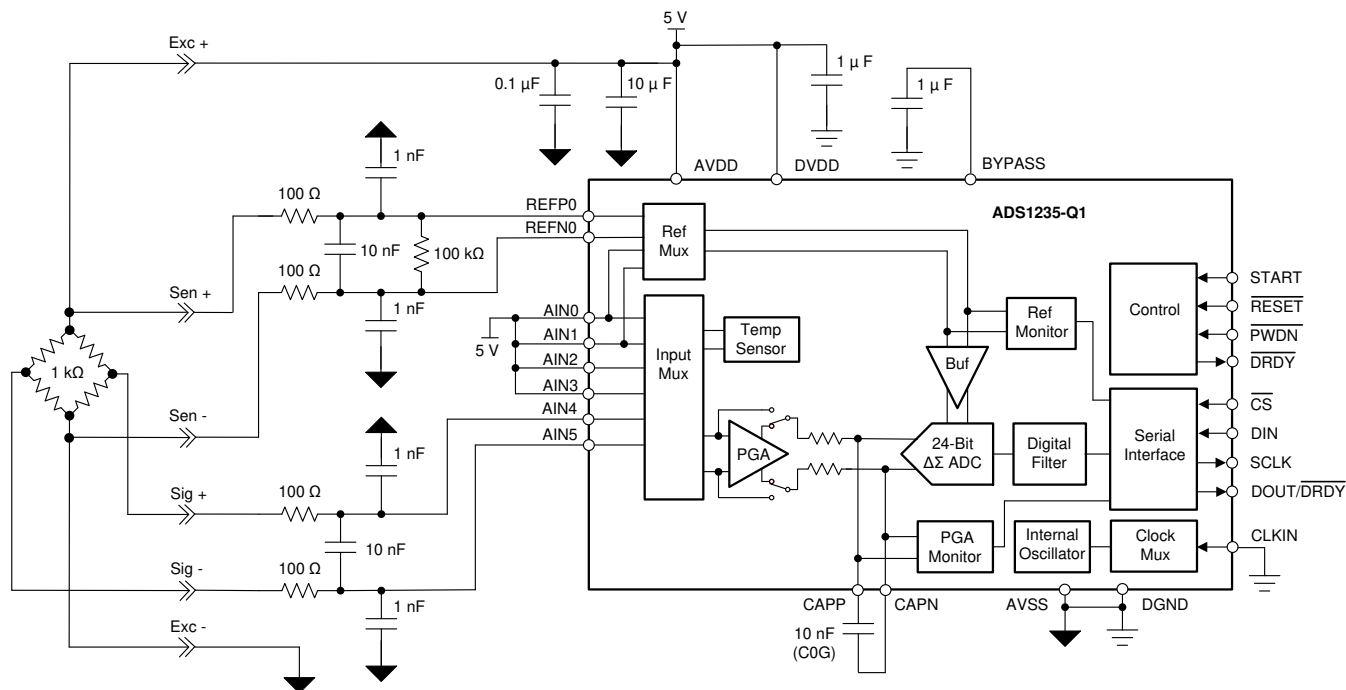 5 V
Exc +
0.1 µF
10 µ F
1 µ F
1 µ F
1 nF
AVDD
DVDD
BYPASS
ADS1235-Q1
100 Ω
REFP0
REFN0
Ref
Mux
10 nF
100 kΩ
100 Ω
START
RESET
PWDN
DRDY
Control
Sen +
1 nF
AIN0
AIN1
AIN2
AIN3
AIN4
AIN5
5 V
Input
Mux
Temp
Sensor
Ref
Monitor
Buf
1 kΩ
Sen -
1 nF
PGA
24-Bit
ΔΣ ADC
Digital
Filter
Serial
Interface
CS
DIN
SCLK
DOUT/DRDY
Sig +
100 Ω
10 nF
PGA
Monitor
Internal
Oscillator
Clock
Mux
CLKIN
Sig -
100 Ω
1 nF
CAPP
CAPN
AVSS
DGND
Exc -
10 nF
(C0G)